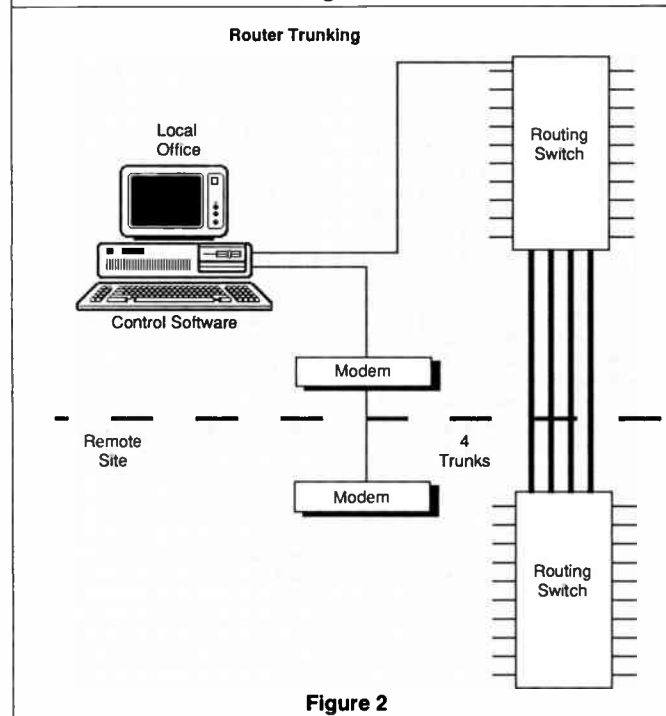 Router Trunking
Local
Office
Routing
Switch
Control Software
Modem
Remote
Site
4
Trunks
Modem
Routing
Switch
Figure 2